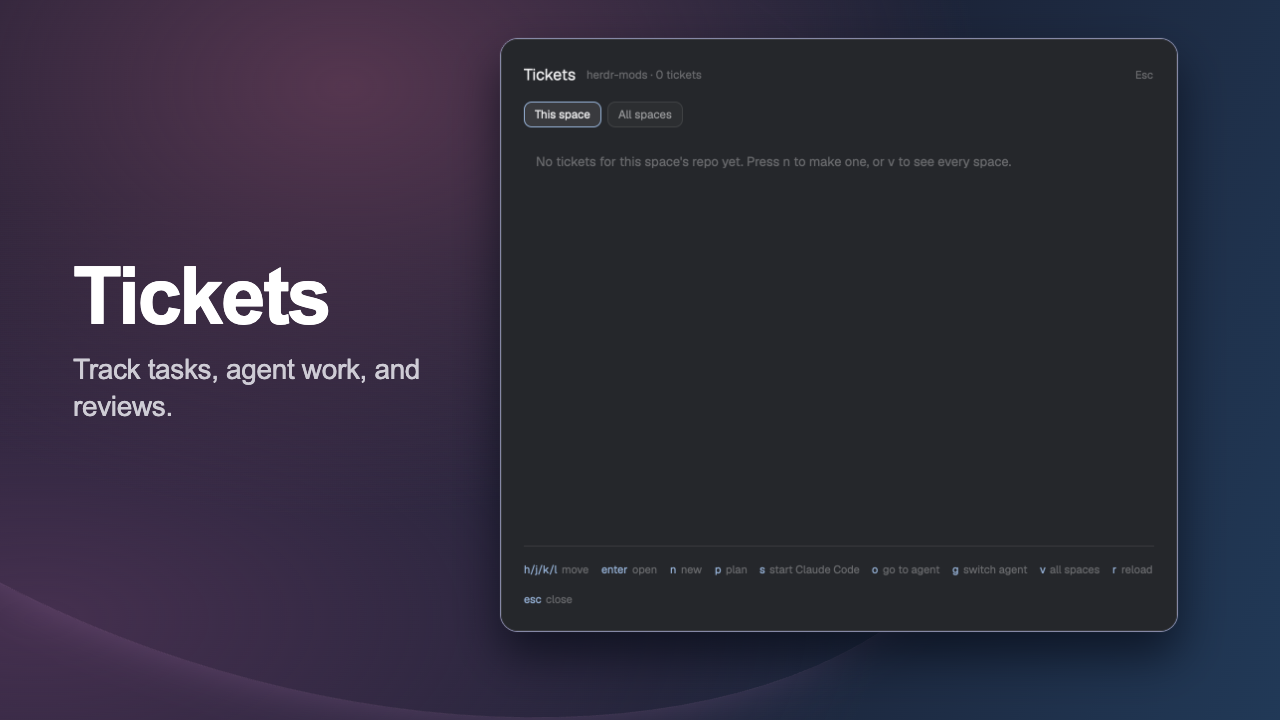 Tickets
Track tasks, agent work, and
reviews.
Tickets herdr-mods · 0 tickets Esc
This space All spaces
No tickets for this space's repo yet. Press n to make one, or v to see every space.
h/j/k/l move enter open n new p plan s start Claude Code o go to agent g switch agent v all spaces r reload
esc close